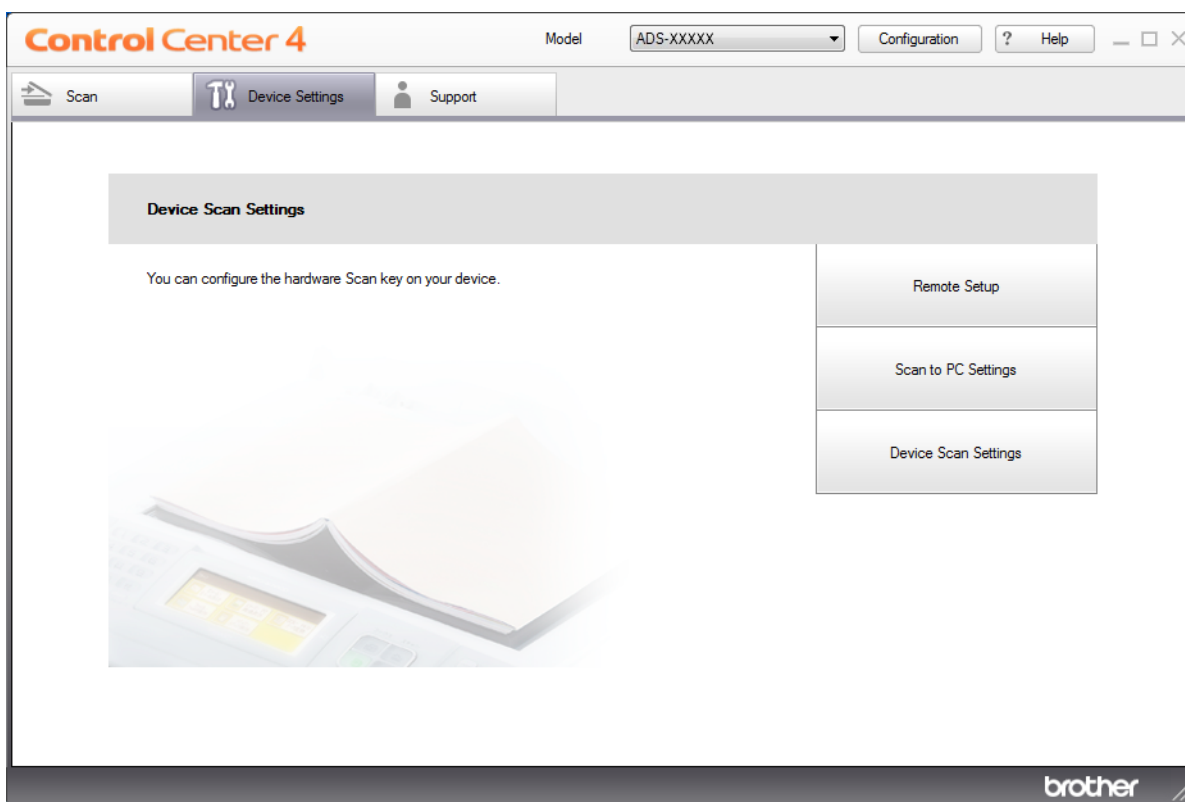 Control Center 4
Model
ADS-XXXXX
Configuration
? Help
Scan
Device Settings
Support
Device Scan Settings
You can configure the hardware Scan key on your device.
Remote Setup
Scan to PC Settings
Device Scan Settings
brother